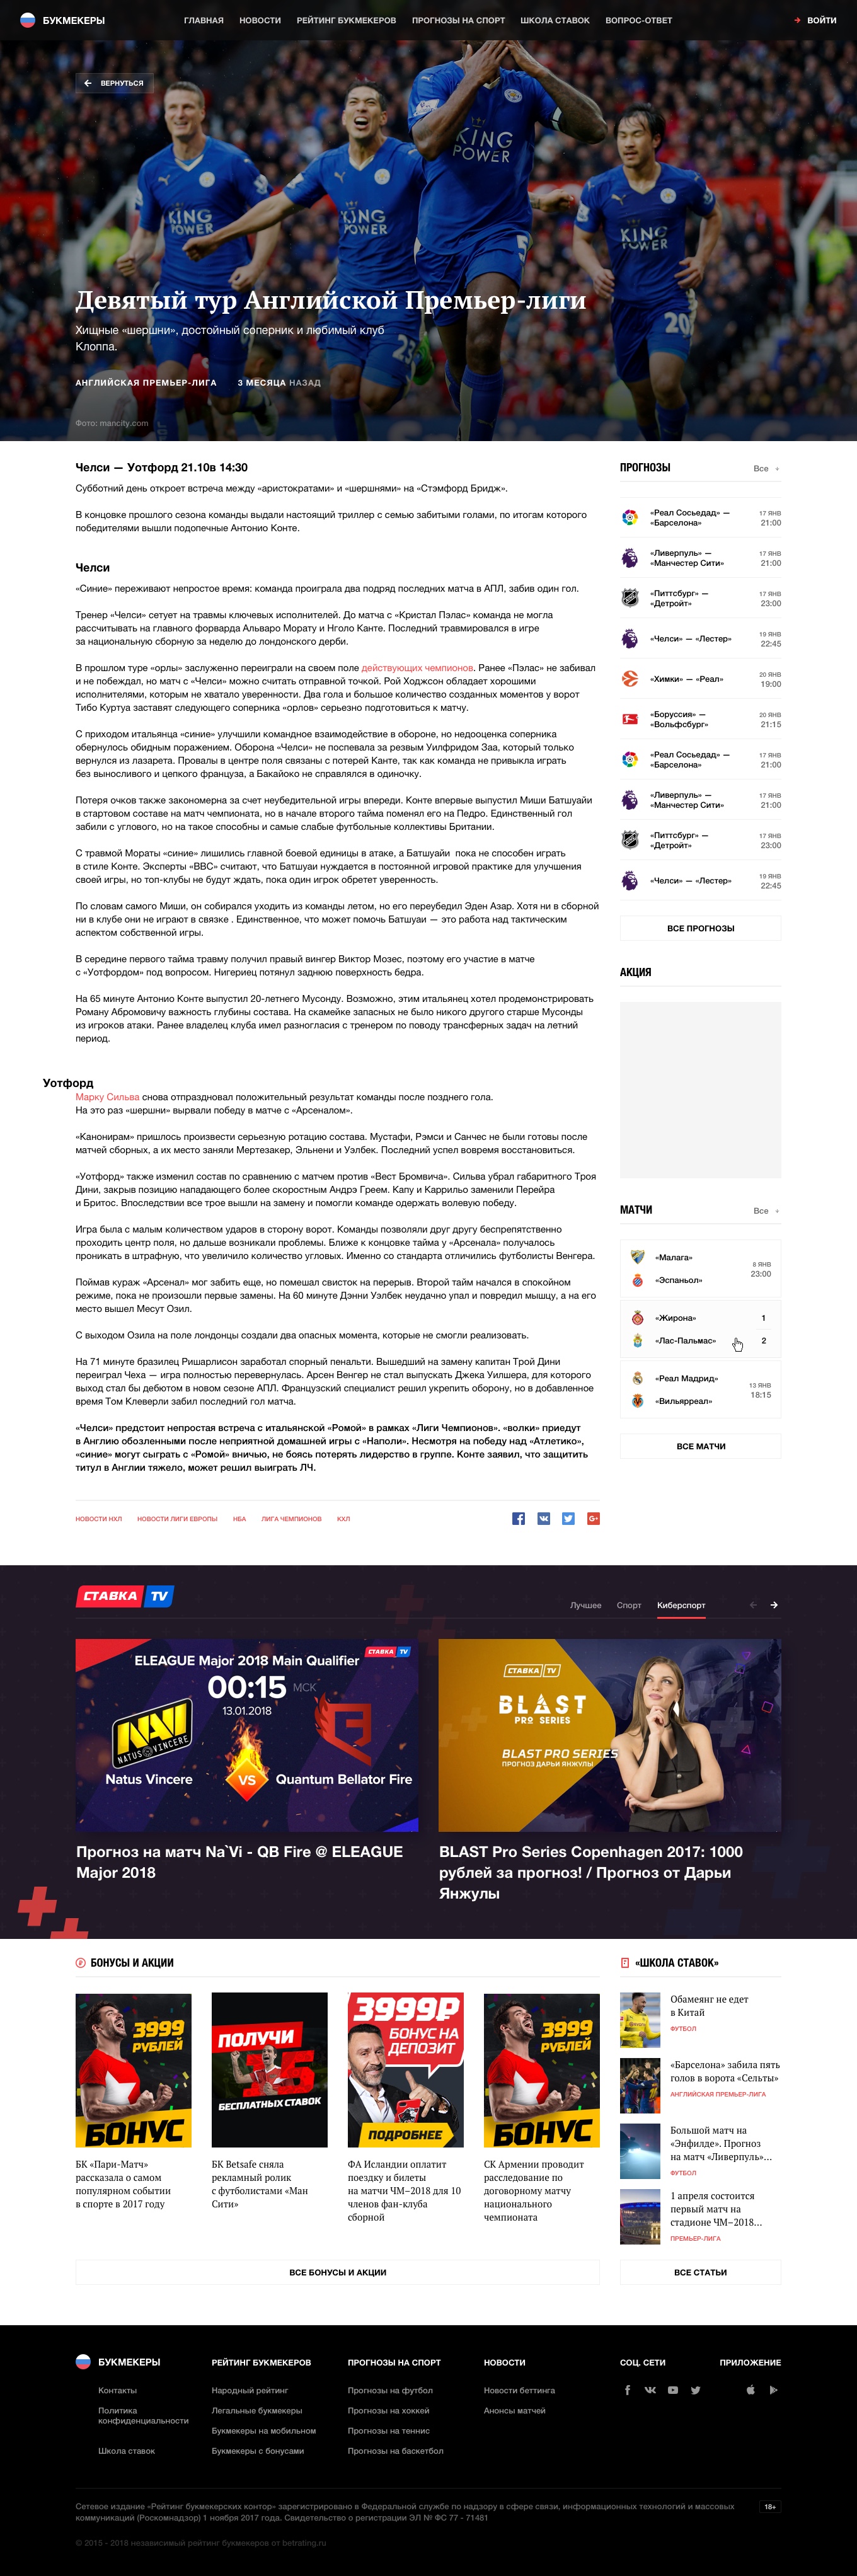 БУКМЕКЕРЫ
ГЛАВНАЯ НОВОСТИ РЕЙТИНГ БУКМЕКЕРОВ ПРОГНОЗЫ НА СПОРТ ШКОЛА СТАВОК ВОПРОС-ОТВЕТ
ВОЙТИ
ВЕРНУТЬСЯ
KING
POWER
KING
POWER
KING
POWER
KING
POWER
20
Девятый тур Английской Премьер-лиги
Хищные «шершни», достойный соперник и любимый клуб
Клоппа.
АНГЛИЙСКАЯ ПРЕМЬЕР-ЛИГА 3 МЕСЯЦА НАЗАД
Фото: mancity.com
Челси — Уотфорд 21.10в 14:30
Субботний день откроет встреча между «аристократами» и «шершнями» на «Стэмфорд Бридж».
В концовке прошлого сезона команды выдали настоящий триллер с семью забитыми голами, по итогам которого
победителями вышли подопечные Антонио Конте.
Челси
«Синие» переживают непростое время: команда проиграла два подряд последних матча в АПЛ, забив один гол.
Тренер «Челси» сетует на травмы ключевых исполнителей. До матча с «Кристал Пэлас» команда не могла
рассчитывать на главного форварда Альваро Морату и Нголо Канте. Последний травмировался в игре
за национальную сборную за неделю до лондонского дерби.
В прошлом туре «орлы» заслуженно переиграли на своем поле действующих чемпионов. Ранее «Пэлас» не забивал
и не побеждал, но матч с «Челси» можно считать отправной точкой. Рой Ходжсон обладает хорошими
исполнителями, которым не хватало уверенности. Два гола и большое количество созданных моментов у ворот
Тибо Куртуа заставят следующего соперника «орлов» серьезно подготовиться к матчу.
С приходом итальянца «синие» улучшили командное взаимодействие в обороне, но недооценка соперника
обернулось обидным поражением. Оборона «Челси» не поспевала за резвым Уилфридом Заа, который только
вернулся из лазарета. Провалы в центре поля связаны с потерей Канте, так как команда не привыкла играть
без выносливого и цепкого француза, а Бакайоко не справлялся в одиночку.
Потеря очков также закономерна за счет неубедительной игры впереди. Конте впервые выпустил Миши Батшуайи
в стартовом составе на матч чемпионата, но в начале второго тайма поменял его на Педро. Единственный гол
забили с углового, но на такое способны и самые слабые футбольные коллективы Британии.
С травмой Мораты «синие» лишились главной боевой единицы в атаке, а Батшуайи пока не способен играть
в стиле Конте. Эксперты «BBC» считают, что Батшуаи нуждается в постоянной игровой практике для улучшения
своей игры, но топ-клубы не будут ждать, пока один игрок обретет уверенность.
По словам самого Миши, он собирался уходить из команды летом, но его переубедил Эден Азар. Хотя ни в сборной
ни в клубе они не играют в связке . Единственное, что может помочь Батшуаи — это работа над тактическим
аспектом собственной игры.
В середине первого тайма травму получил правый вингер Виктор Мозес, поэтому его участие в матче
с «Уотфордом» под вопросом. Нигериец потянул заднюю поверхность бедра.
На 65 минуте Антонио Конте выпустил 20-летнего Мусонду. Возможно, этим итальянец хотел продемонстрировать
Роману Абромовичу важность глубины состава. На скамейке запасных не было никого другого старше Мусонды
из игроков атаки. Ранее владелец клуба имел разногласия с тренером по поводу трансферных задач на летний
период.
Уотфорд
Марку Сильва снова отпраздновал положительный результат команды после позднего гола.
На это раз «шершни» вырвали победу в матче с «Арсеналом».
«Канонирам» пришлось произвести серьезную ротацию состава. Мустафи, Рэмси и Санчес не были готовы после
матчей сборных, а их место заняли Мертезакер, Эльнени и Уэлбек. Последний успел вовремя восстановиться.
«Уотфорд» также изменил состав по сравнению с матчем против «Вест Бромвича». Сильва убрал габаритного Троя
Дини, закрыв позицию нападающего более скоростным Андрэ Греем. Капу и Каррильо заменили Перейра
и Бритос. Впоследствии все трое вышли на замену и помогли команде одержать волевую победу.
Игра была с малым количеством ударов в сторону ворот. Команды позволяли друг другу беспрепятственно
проходить центр поля, но дальше возникали проблемы. Ближе к концовке тайма у «Арсенала» получалось
проникать в штрафную, что увеличило количество угловых. Именно со стандарта отличились футболисты Венгера.
Поймав кураж «Арсенал» мог забить еще, но помешал свисток на перерыв. Второй тайм начался в спокойном
режиме, пока не произошли первые замены. На 60 минуте Дэнни Уэлбек неудачно упал и повредил мышцу, а на его
место вышел Месут Озил.
С выходом Озила на поле лондонцы создали два опасных момента, которые не смогли реализовать.
На 71 минуте бразилец Ришарлисон заработал спорный пенальти. Вышедший на замену капитан Трой Дини
переиграл Чеха — игра полностью перевернулась. Арсен Венгер не стал выпускать Джека Уилшера, для которого
выход стал бы дебютом в новом сезоне АПЛ. Французский специалист решил укрепить оборону, но в добавленное
время Том Клеверли забил последний гол матча.
«Челси» предстоит непростая встреча с итальянской «Ромой» в рамках «Лиги Чемпионов». «волки» приедут
в Англию обозленными после неприятной домашней игры с «Наполи». Несмотря на победу над «Атлетико»,
«синие» могут сыграть с «Ромой» вничью, не боясь потерять лидерство в группе. Конте заявил, что защитить
титул в Англии тяжело, может решил выиграть ЛЧ.
НОВОСТИ НХЛ НОВОСТИ ЛИГИ ЕВРОПЫ НБА ЛИГА ЧЕМПИОНОВ КХЛ
ПРОГНОЗЫ Все +
«Реал Сосьедад» — 17 ЯНВ
«Барселона» 21:00
«Ливерпуль» — 17 ЯНВ
«Манчестер Сити» 21:00
«Питтсбург» — 17 ЯНВ
«Детройт» 23:00
«Челси» — «Лестер» 19 ЯНВ
22:45
«Химки» — «Реал» 20 ЯНВ
19:00
«Боруссия» — 20 ЯНВ
«Вольфсбург» 21:15
«Реал Сосьедад» — 17 ЯНВ
«Барселона» 21:00
«Ливерпуль» — 17 ЯНВ
«Манчестер Сити» 21:00
«Питтсбург» — 17 ЯНВ
«Детройт» 23:00
«Челси» — «Лестер» 19 ЯНВ
22:45
ВСЕ ПРОГНОЗЫ
АКЦИЯ
МАТЧИ Все +
«Малага» 8 ЯНВ
«Эспаньол» 23:00
«Жирона» 1
«Лас-Пальмас» 2
«Реал Мадрид» 13 ЯНВ
«Вильярреал» 18:15
ВСЕ МАТЧИ
СТАВКА TV
Лучшее Спорт Киберспорт
СТАВКА TV
ELEAGUE Major 2018 Main Qualifier
00:15 МСК
13.01.2018
NAVI
NATUS VINCERE
VS
Natus Vincere Quantum Bellator Fire
СТАВКА TV
BLAST
PRO SERIES
BLAST PRO SERIES
ПРОГНОЗ ДАРЬИ ЯНЖУЛЫ
Прогноз на матч Na`Vi - QB Fire @ ELEAGUE
Major 2018
BLAST Pro Series Copenhagen 2017: 1000
рублей за прогноз! / Прогноз от Дарьи
Янжулы
БОНУСЫ И АКЦИИ
3999
РУБЛЕЙ
БОНУС
ПОЛУЧИ
15
БЕСПЛАТНЫХ СТАВОК
3999Р
БОНУС НА
ДЕПОЗИТ
ПОДРОБНЕЕ
3999
РУБЛЕЙ
БОНУС
БК «Пари-Матч»
рассказала о самом
популярном событии
в спорте в 2017 году
БК Betsafe сняла
рекламный ролик
с футболистами «Ман
Сити»
ФА Исландии оплатит
поездку и билеты
на матчи ЧМ–2018 для 10
членов фан-клуба
сборной
СК Армении проводит
расследование по
договорному матчу
национального
чемпионата
ВСЕ БОНУСЫ И АКЦИИ
«ШКОЛА СТАВОК»
Обамеянг не едет
в Китай
ФУТБОЛ
«Барселона» забила пять
голов в ворота «Сельты»
АНГЛИЙСКАЯ ПРЕМЬЕР-ЛИГА
Большой матч на
«Энфилде». Прогноз
на матч «Ливерпуль»...
ФУТБОЛ
1 апреля состоится
первый матч на
стадионе ЧМ–2018...
ПРЕМЬЕР-ЛИГА
ВСЕ СТАТЬИ
БУКМЕКЕРЫ
Контакты
Политика
конфиденциальности
Школа ставок
РЕЙТИНГ БУКМЕКЕРОВ
Народный рейтинг
Легальные букмекеры
Букмекеры на мобильном
Букмекеры с бонусами
ПРОГНОЗЫ НА СПОРТ
Прогнозы на футбол
Прогнозы на хоккей
Прогнозы на теннис
Прогнозы на баскетбол
НОВОСТИ
Новости беттинга
Анонсы матчей
СОЦ. СЕТИ
ПРИЛОЖЕНИЕ
Сетевое издание «Рейтинг букмекерских контор» зарегистрировано в Федеральной службе по надзору в сфере связи, информационных технологий и массовых
коммуникаций (Роскомнадзор) 1 ноября 2017 года. Свидетельство о регистрации ЭЛ № ФС 77 - 71481
18+
© 2015 - 2018 независимый рейтинг букмекеров от betrating.ru